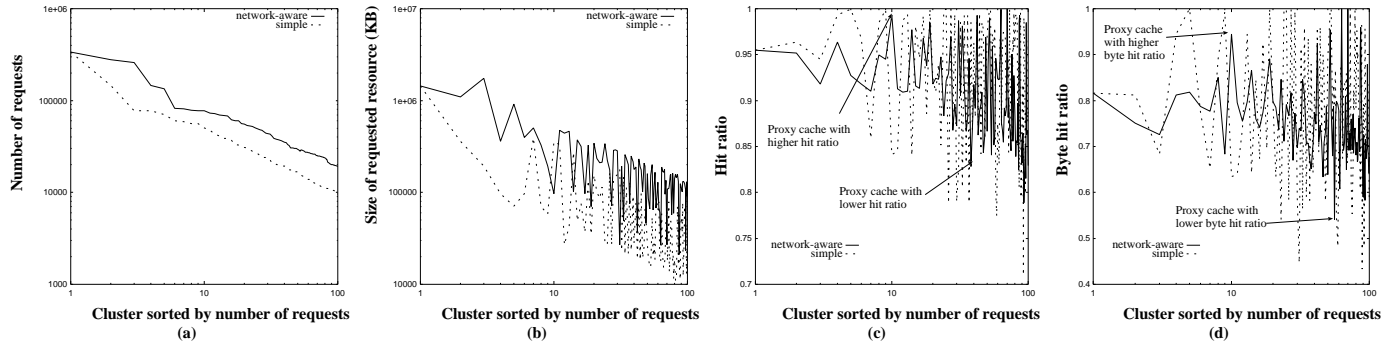 1e+06
100000
10000
1000
1
10
100
Number of requests
network-aware
simple
Cluster sorted by number of requests
(a)
1e+07
1e+06
100000
10000
1
10
100
Size of requested resource (KB)
network-aware
simple
Cluster sorted by number of requests
(b)
1
0.95
0.9
0.85
0.8
0.75
0.7
1
10
100
Hit ratio
Proxy cache with
higher hit ratio
Proxy cache with
lower hit ratio
network-aware
simple
Cluster sorted by number of requests
(c)
1
0.9
0.8
0.7
0.6
0.5
0.4
1
10
100
Byte hit ratio
Proxy cache
with higher
byte hit ratio
Proxy cache with
lower byte hit ratio
network-aware
simple
Cluster sorted by number of requests
(d)